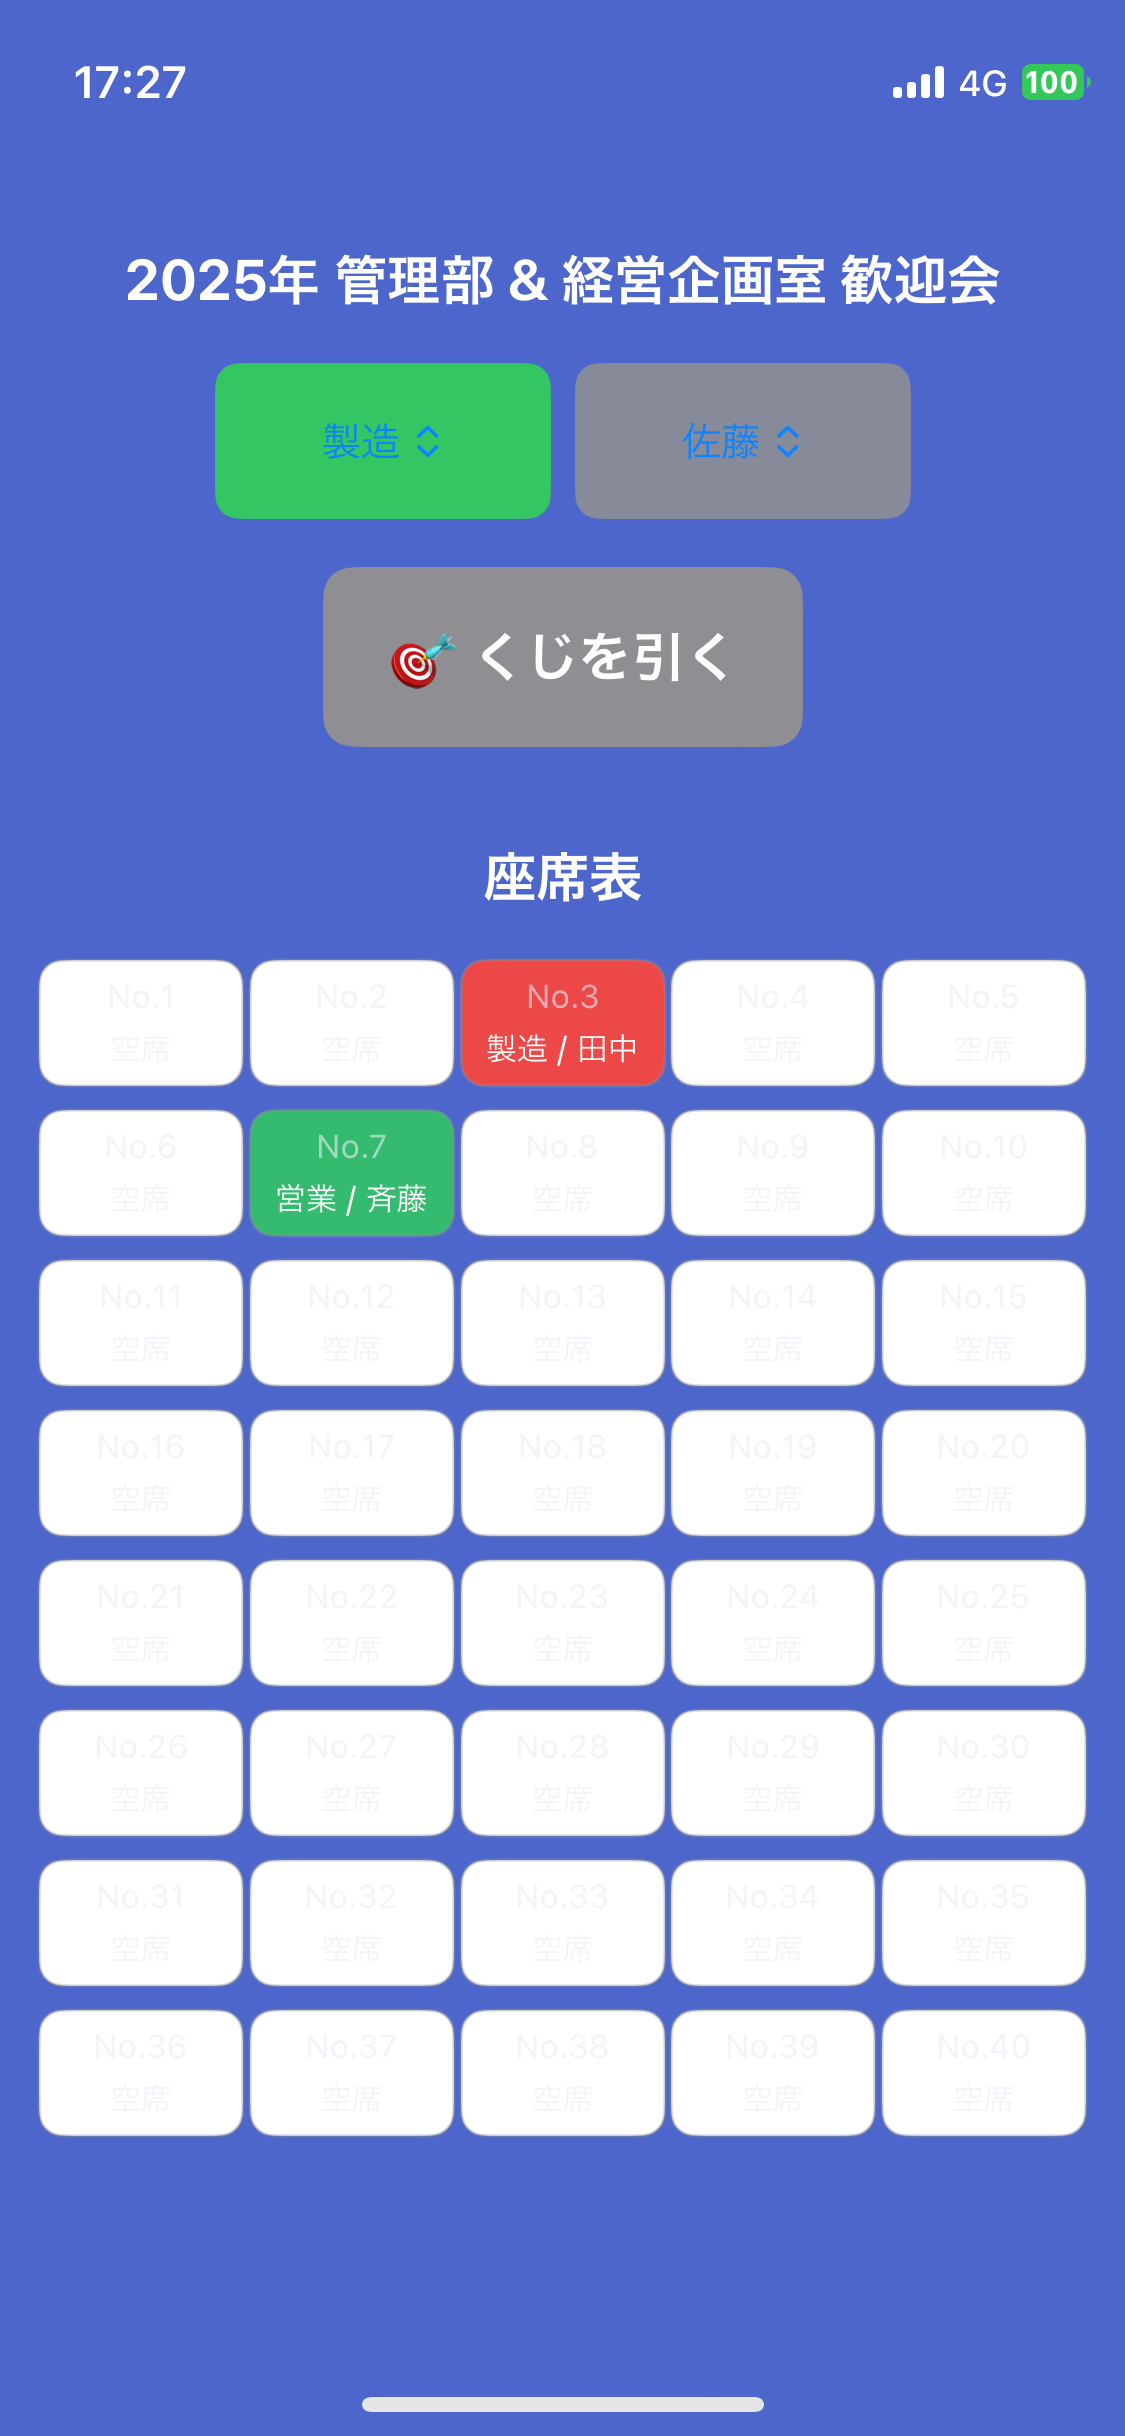 17:27 4G 100
2025年 管理部 & 経営企画室 歓迎会
製造 佐藤
くじを引く
座席表
No.1 No.2 No.3 No.4 No.5
空席 空席 製造 / 田中 空席 空席
No.6 No.7 No.8 No.9 No.10
空席 営業 / 斉藤 空席 空席 空席
No.11 No.12 No.13 No.14 No.15
空席 空席 空席 空席 空席
No.16 No.17 No.18 No.19 No.20
空席 空席 空席 空席 空席
No.21 No.22 No.23 No.24 No.25
空席 空席 空席 空席 空席
No.26 No.27 No.28 No.29 No.30
空席 空席 空席 空席 空席
No.31 No.32 No.33 No.34 No.35
空席 空席 空席 空席 空席
No.36 No.37 No.38 No.39 No.40
空席 空席 空席 空席 空席